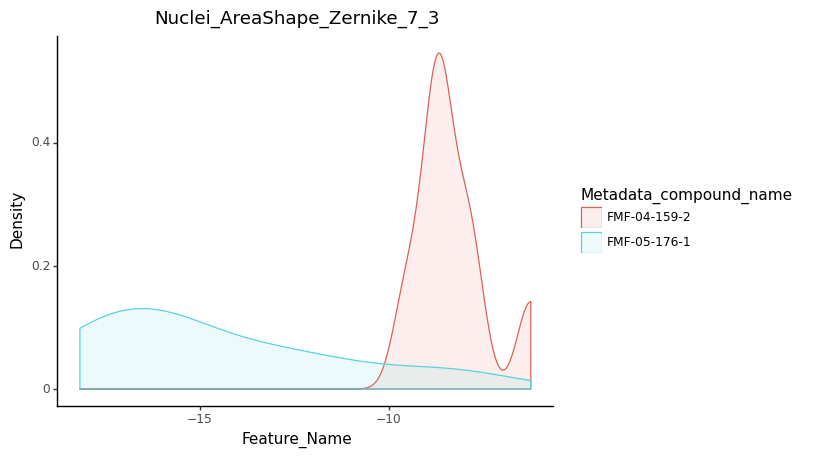 Nuclei_AreaShape_Zernike_7_3
Density
0.4
0.2
0
−15
−10
Feature_Name
Metadata_compound_name
FMF-04-159-2
FMF-05-176-1